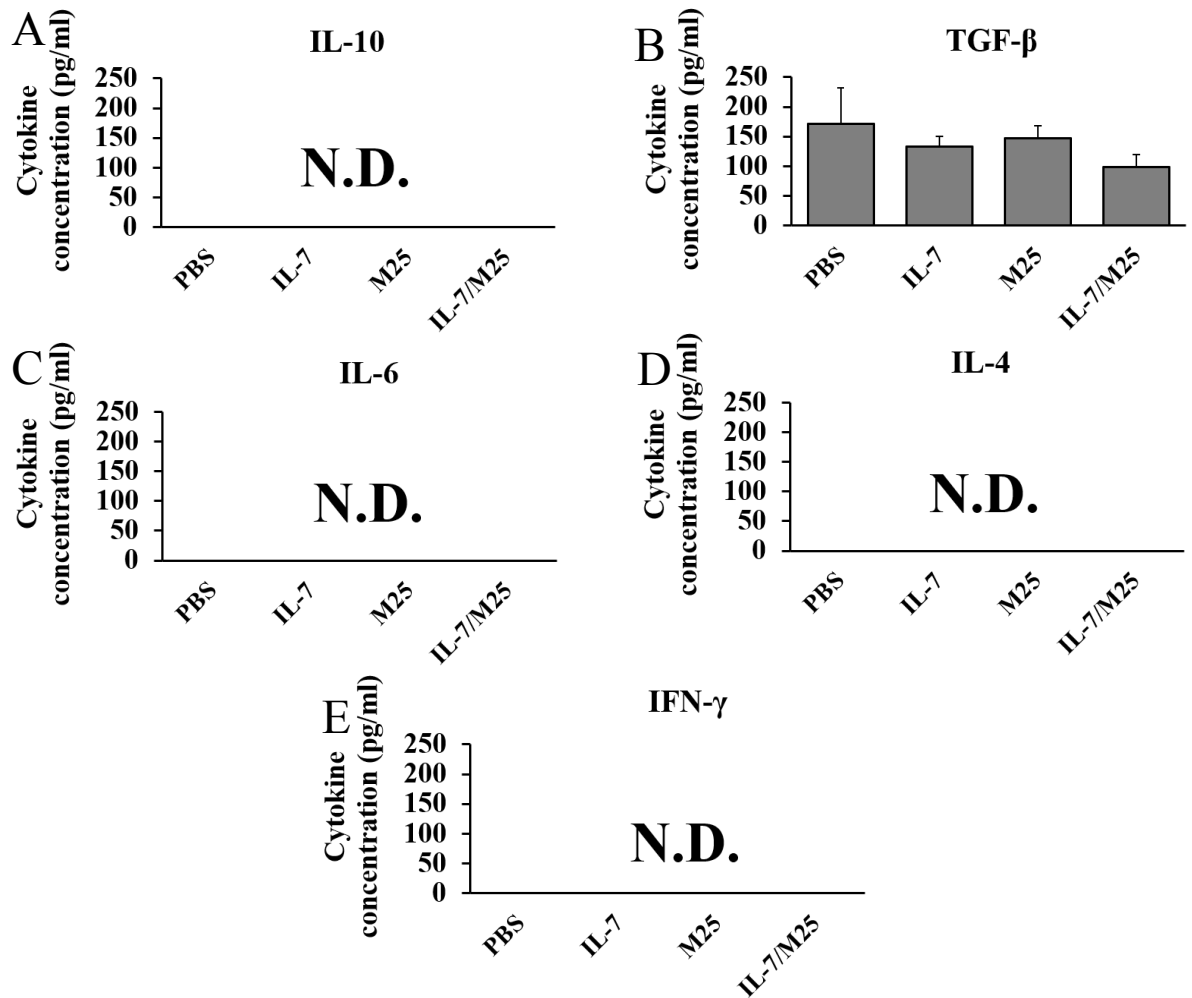 A
IL-10
Cytokine
concentration (pg/ml)
250
200
150
100
50
0
N.D.
PBS
IL-7
M25
IL-7/M25
B
TGF-β
Cytokine
concentration (pg/ml)
250
200
150
100
50
0
PBS
IL-7
M25
IL-7/M25
C
IL-6
Cytokine
concentration (pg/ml)
250
200
150
100
50
0
N.D.
PBS
IL-7
M25
IL-7/M25
D
IL-4
Cytokine
concentration (pg/ml)
250
200
150
100
50
0
N.D.
PBS
IL-7
M25
IL-7/M25
E
IFN-γ
Cytokine
concentration (pg/ml)
250
200
150
100
50
0
N.D.
PBS
IL-7
M25
IL-7/M25